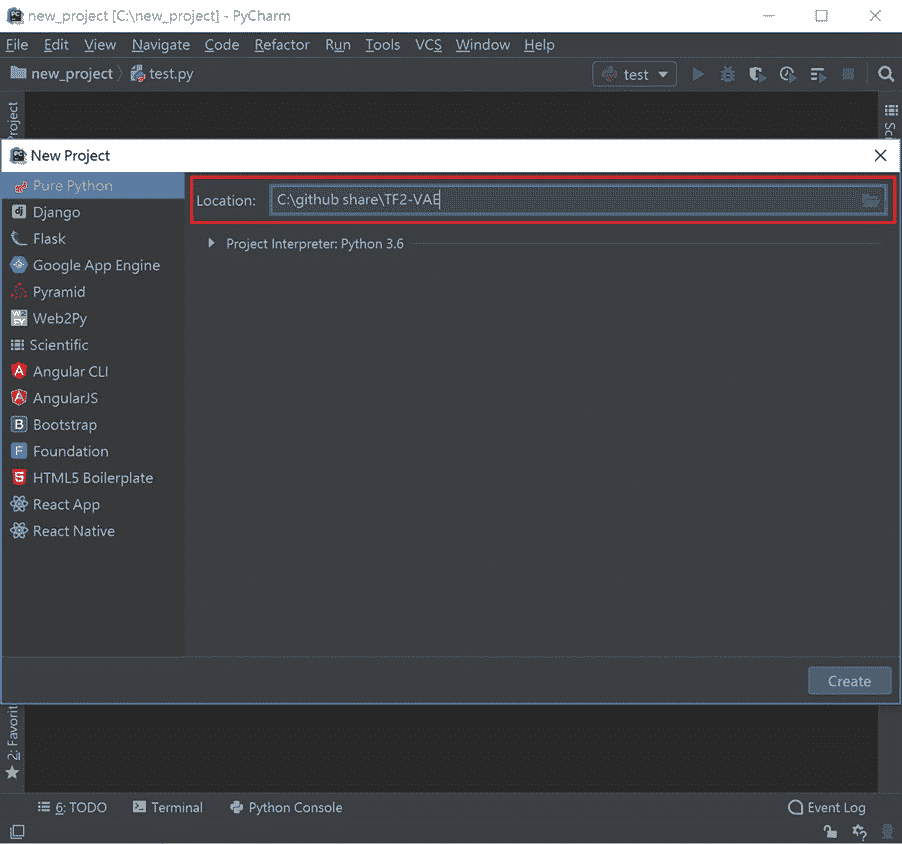 new_project [C:\new_project] - PyCharm
File Edit View Navigate Code Refactor Run Tools VCS Window Help
new_project test.py test
Project
New Project
Pure Python
Location: C:\github share\TF2-VAE
Django
Flask
Project Interpreter: Python 3.6
Google App Engine
Pyramid
Web2Py
Scientific
Angular CLI
AngularJS
Bootstrap
Foundation
HTML5 Boilerplate
React App
React Native
Create
2: Favorit
6: TODO Terminal Python Console Event Log